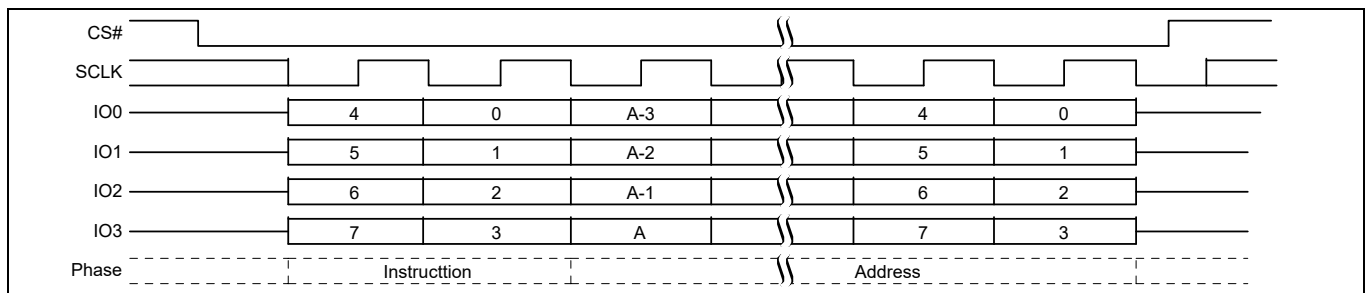 CS#
SCLK
IO0 4 0 A-3 4 0
IO1 5 1 A-2 5 1
IO2 6 2 A-1 6 2
IO3 7 3 A 7 3
Phase Instructtion Address